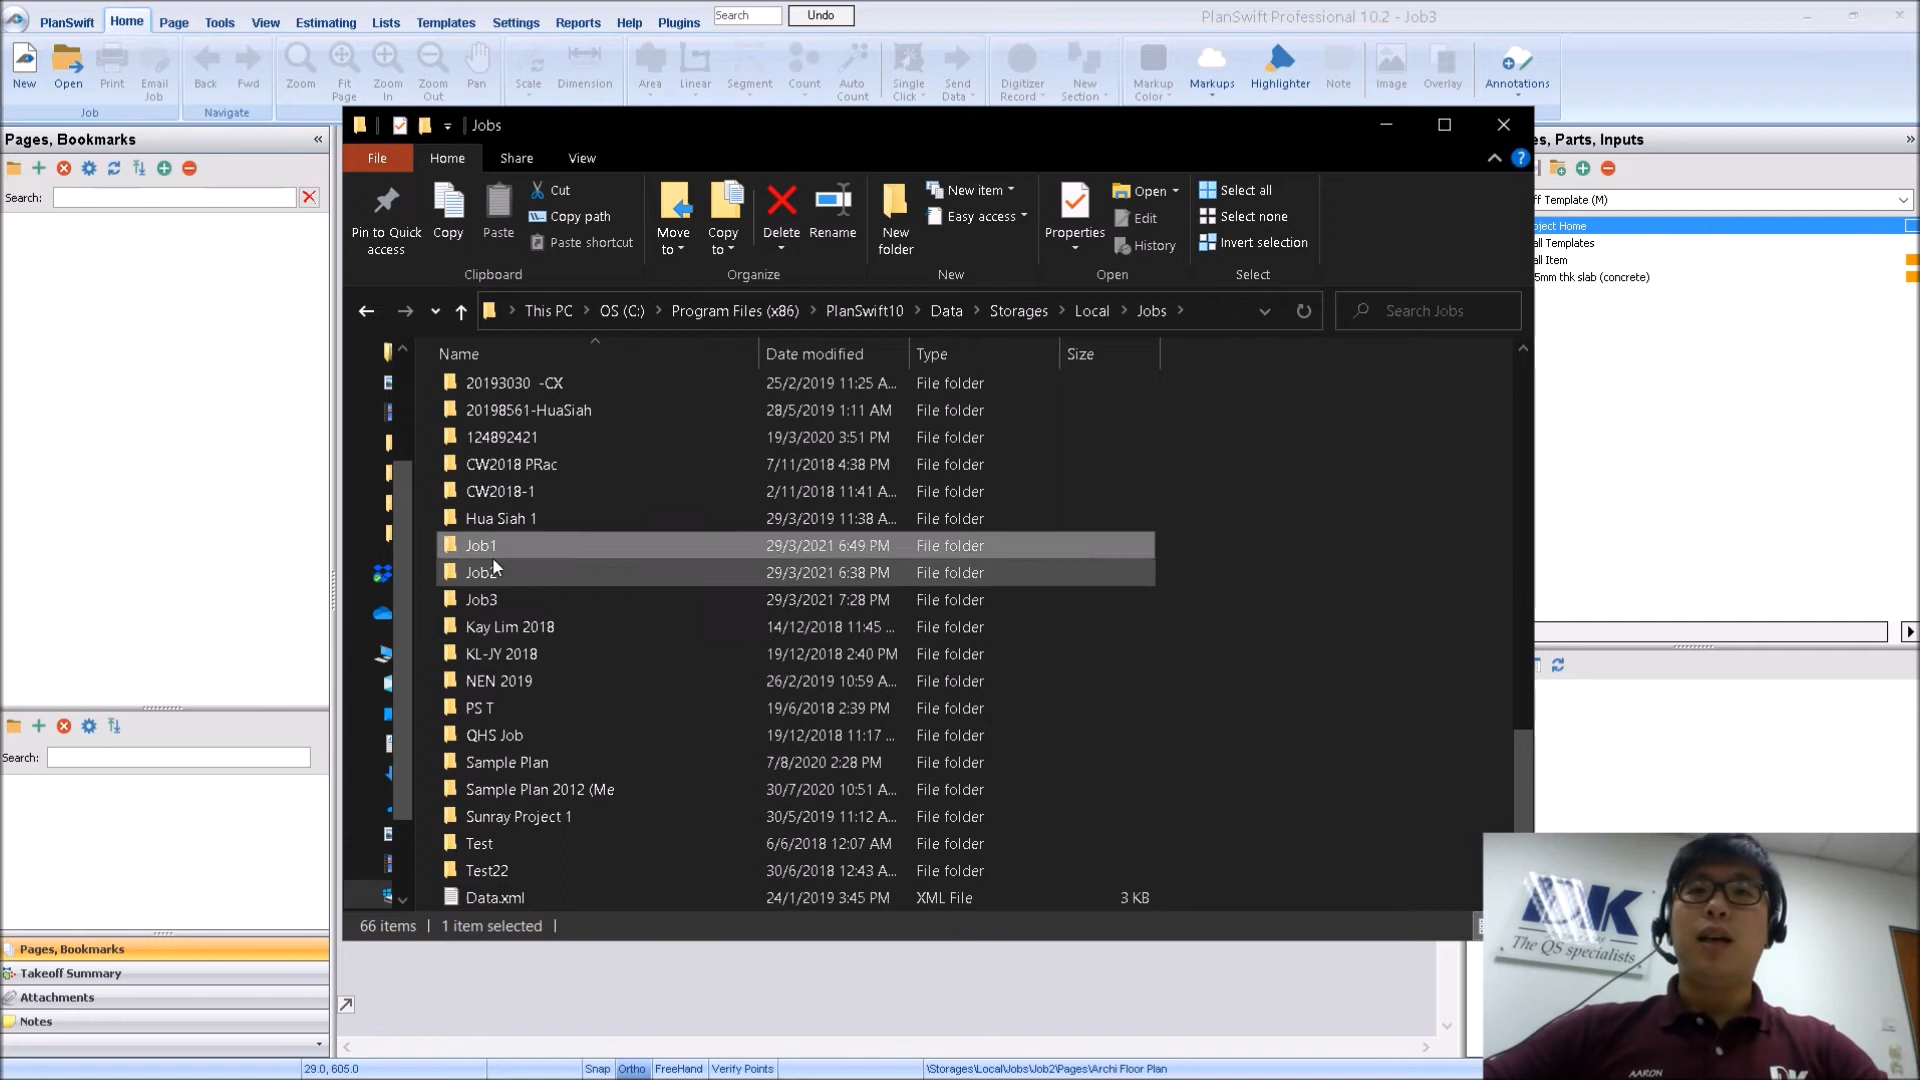 PlanSwift Home Page Tools View Estimating Lists Templates Settings Reports Help Plugins Search Undo PlanSwift Professional 10.2 - Job3
New Open Print Email Job Back Fwd Zoom Fit Page Zoom In Zoom Out Pan Scale Dimension Area Linear Segment Count Auto Count Single Click Send Data Digitizer Record New Section Markup Color Markups Highlighter Note Image Overlay Annotations
Job Navigate
Pages, Bookmarks «
Search:
Jobs
File Home Share View
Pin to Quick access Copy Paste Cut Copy path Paste shortcut Move to Copy to Delete Rename New folder New item Easy access Properties Open Edit History Select all Select none Invert selection
Clipboard Organize New Open Select
This PC OS (C:) Program Files (x86) PlanSwift10 Data Storages Local Jobs Search Jobs
Name Date modified Type Size
20193030 -CX 25/2/2019 11:25 A... File folder
20198561-HuaSiah 28/5/2019 1:11 AM File folder
124892421 19/3/2020 3:51 PM File folder
CW2018 PRac 7/11/2018 4:38 PM File folder
CW2018-1 2/11/2018 11:41 A... File folder
Hua Siah 1 29/3/2019 11:38 A... File folder
Job1 29/3/2021 6:49 PM File folder
Job2 29/3/2021 6:38 PM File folder
Job3 29/3/2021 7:28 PM File folder
Kay Lim 2018 14/12/2018 11:45 ... File folder
KL-JY 2018 19/12/2018 2:40 PM File folder
NEN 2019 26/2/2019 10:59 A... File folder
PS T 19/6/2018 2:39 PM File folder
QHS Job 19/12/2018 11:17 ... File folder
Sample Plan 7/8/2020 2:28 PM File folder
Sample Plan 2012 (Me 30/7/2020 10:51 A... File folder
Sunray Project 1 30/5/2019 11:12 A... File folder
Test 6/6/2018 12:07 AM File folder
Test22 30/6/2018 12:43 A... File folder
Data.xml 24/1/2019 3:45 PM XML File 3 KB
66 items 1 item selected
es, Parts, Inputs »
ff Template (M)
oject Home
all Templates
all Item
5mm thk slab (concrete)
Search:
Pages, Bookmarks
Takeoff Summary
Attachments
Notes
29.0, 605.0 Snap Ortho FreeHand Verify Points \Storages\Local\Jobs\Job2\Pages\Archi Floor Plan
The QS specialists
AARON